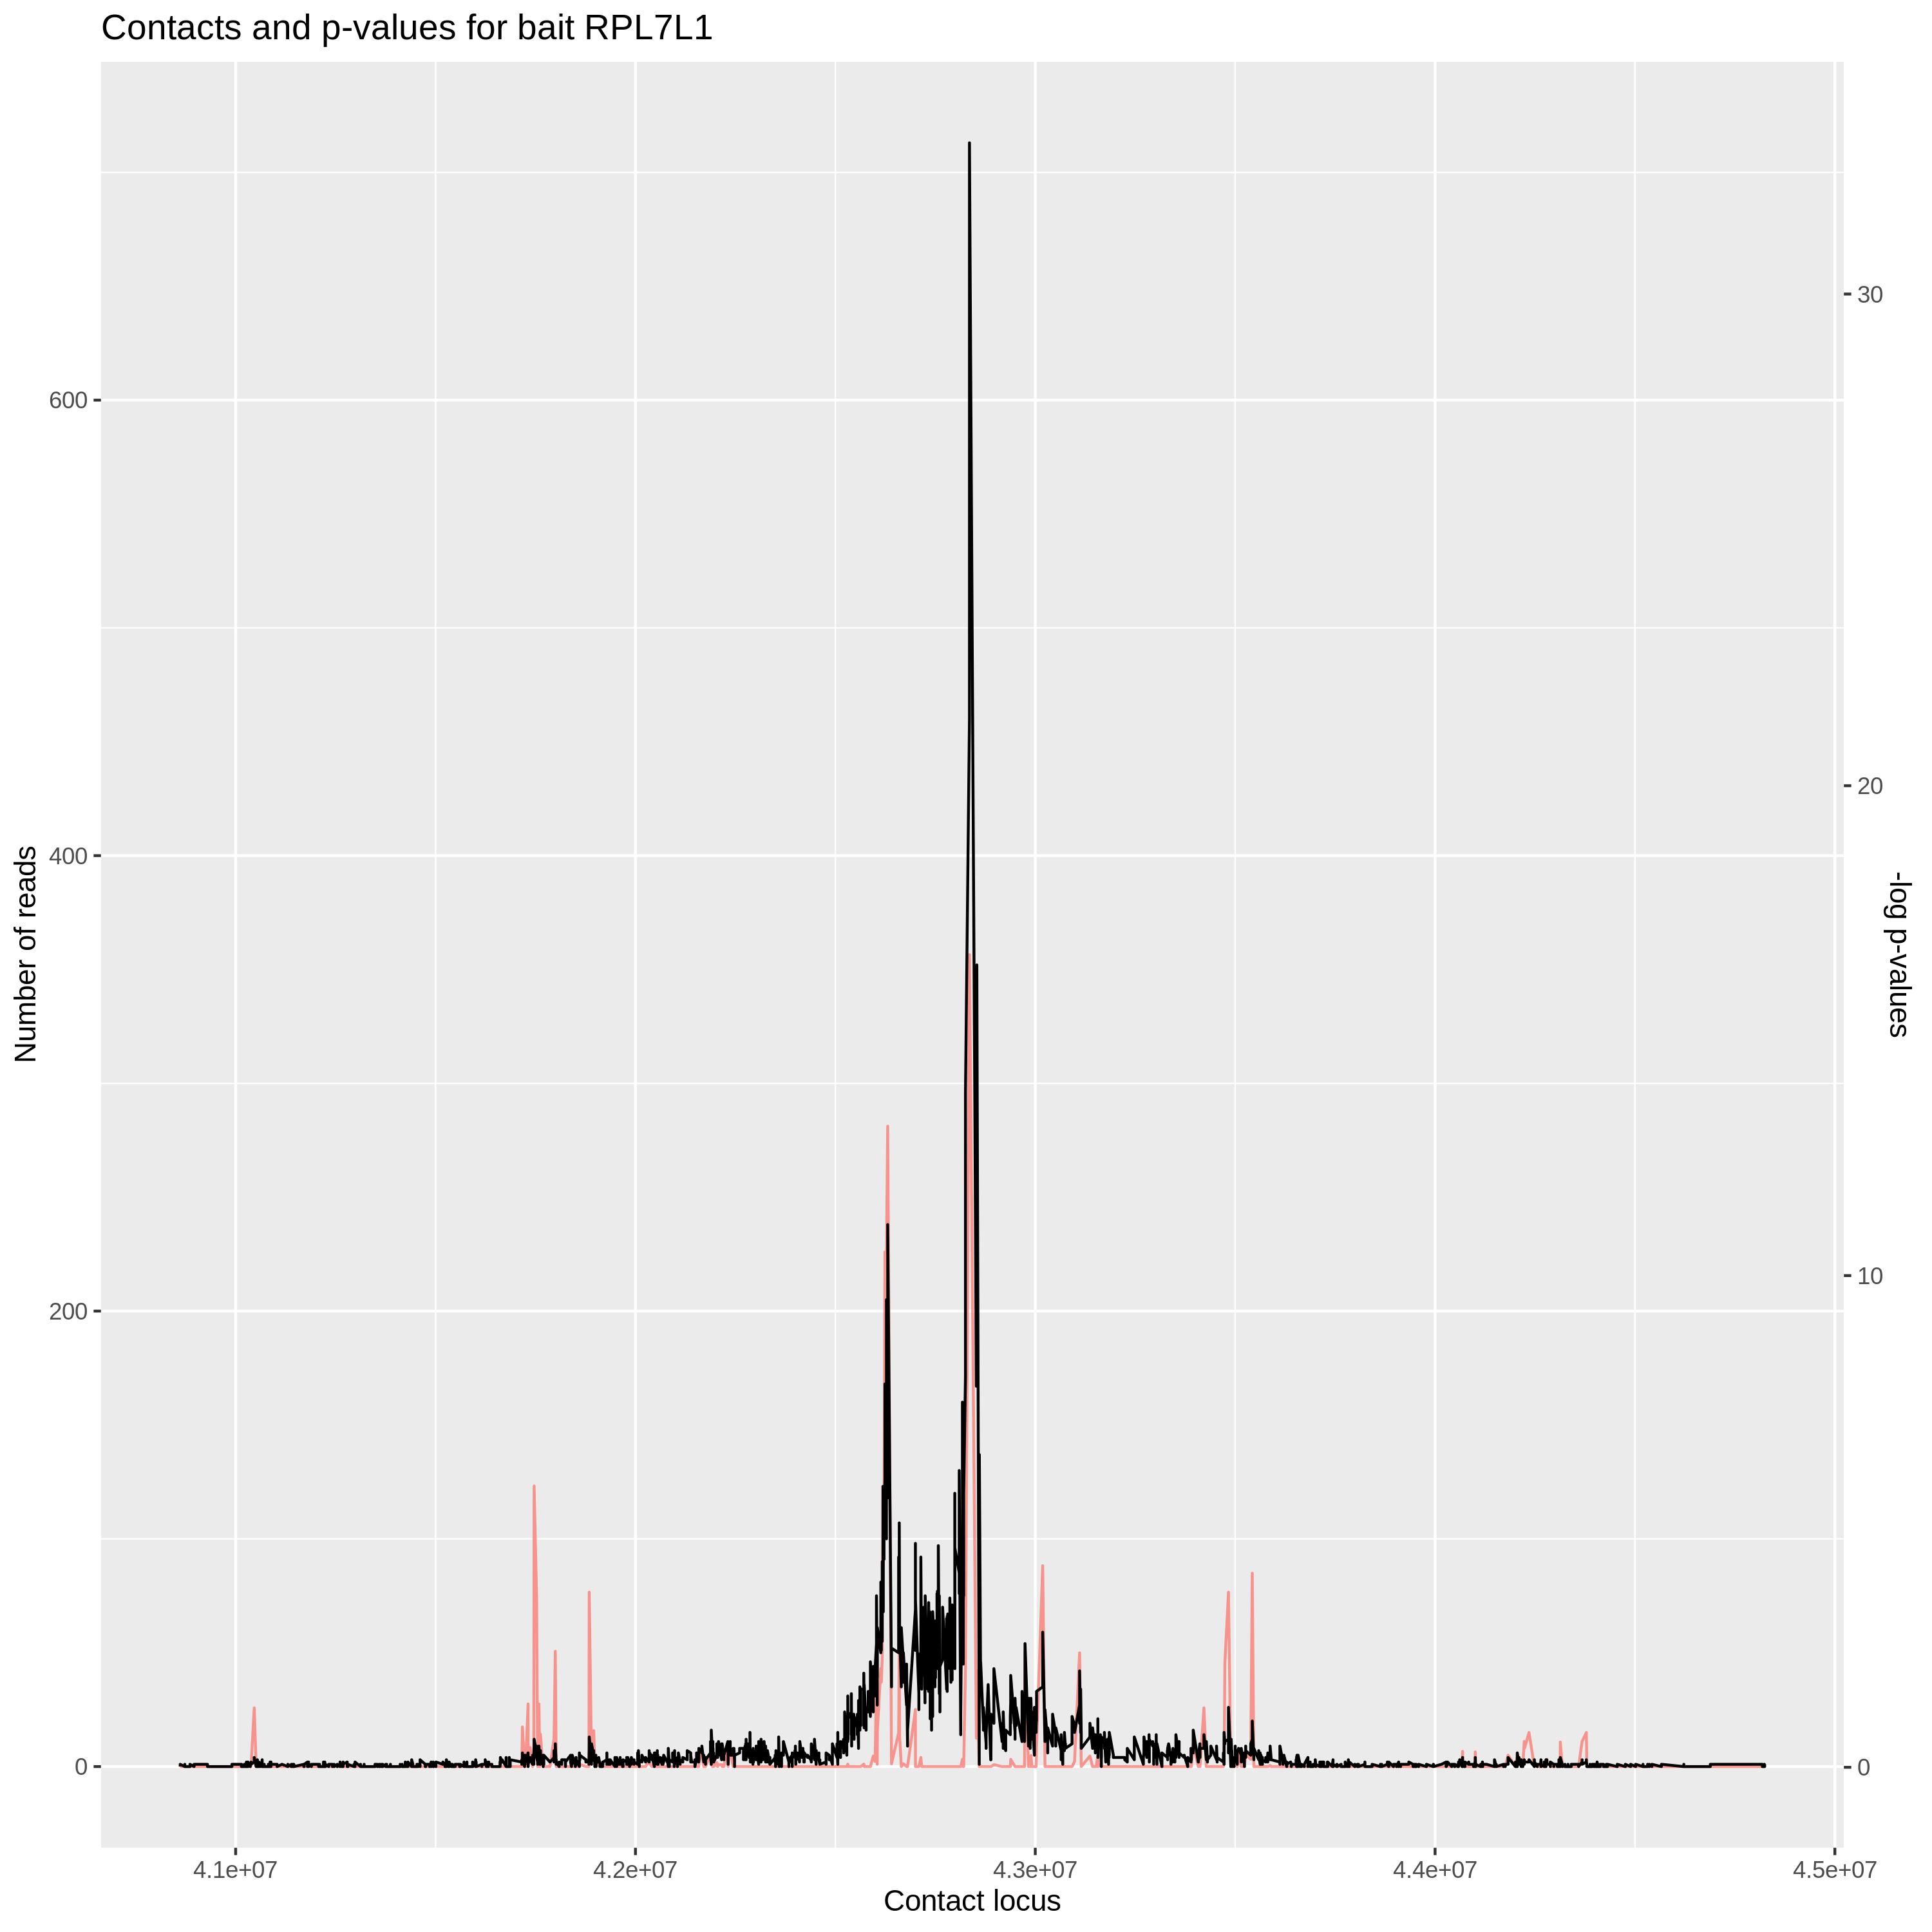 Contacts and p-values for bait RPL7L1
Number of reads
600
400
200
0
30
20
10
0
-log p-values
4.1e+07 4.2e+07 4.3e+07 4.4e+07 4.5e+07
Contact locus